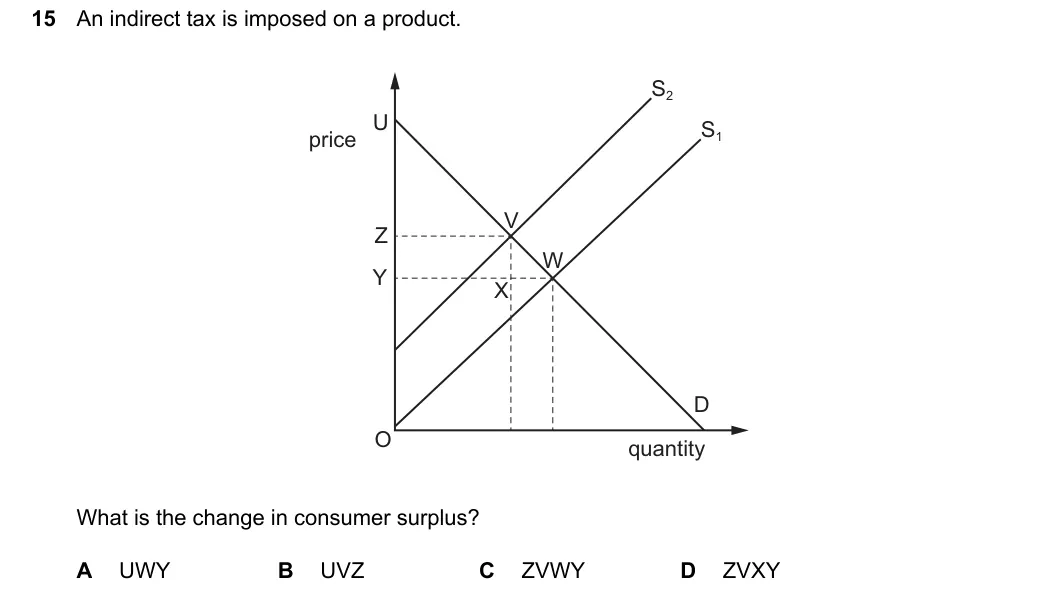 15 An indirect tax is imposed on a product.
S₂
U
S₁
price
V
Z
W
Y
X
D
O
quantity
What is the change in consumer surplus?
A UWY B UVZ C ZVWY D ZVXY